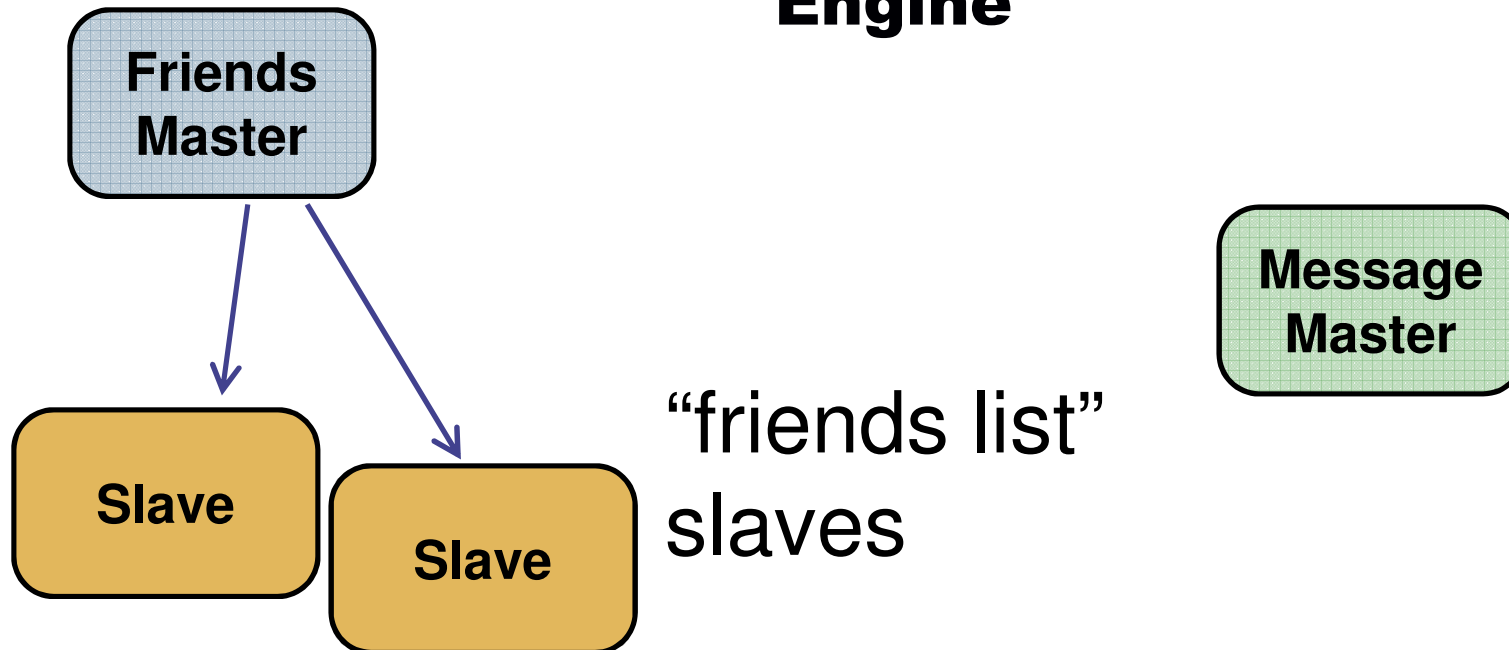 Engine
Friends
Master
Message
Master
“friends list”
slaves
Slave
Slave